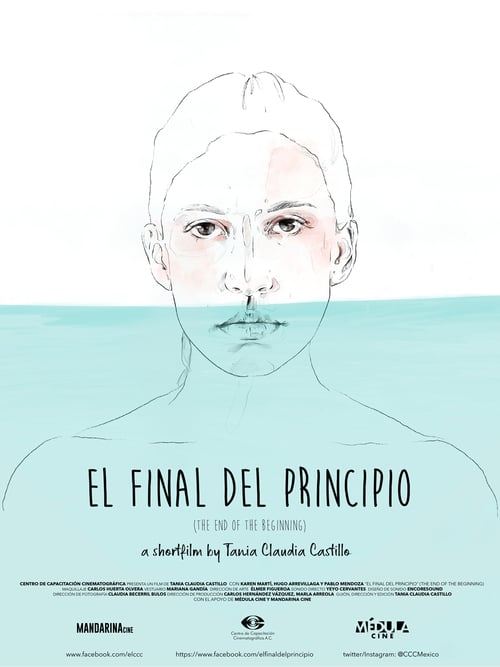 EL FINAL DEL PRINCIPIO
(THE END OF THE BEGINNING)
a shortfilm by Tania Claudia Castillo
CENTRO DE CAPACITACIÓN CINEMATOGRÁFICA PRESENTA UN FILM DE TANIA CLAUDIA CASTILLO CON KAREN MARTÍ, HUGO ARREVILLAGA Y PABLO MENDOZA "EL FINAL DEL PRINCIPIO" (THE END OF THE BEGINNING)
MAQUILLAJE CARLOS HUERTA OLVERA VESTUARIO MARIANA GANDÍA DIRECCIÓN DE ARTE ÉLMER FIGUEROA SONIDO DIRECTO YEYO CERVANTES DISEÑO DE SONIDO ENCORESOUND
DIRECCIÓN DE FOTOGRAFÍA CLAUDIA BECERRIL BULOS DIRECCIÓN DE PRODUCCIÓN CARLOS HERNÁNDEZ VÁZQUEZ, MARLA ARREOLA GUIÓN, DIRECCIÓN Y EDICIÓN TANIA CLAUDIA CASTILLO
CON EL APOYO DE MÉDULA CINE Y MANDARINA CINE
MANDARINA CINE
Centro de Capacitación
Cinematográfica A.C.
MÉDULA
CINE
www.facebook.com/elccc https://www.facebook.com/elfinaldelprincipio twitter/Instagram: @CCCMexico